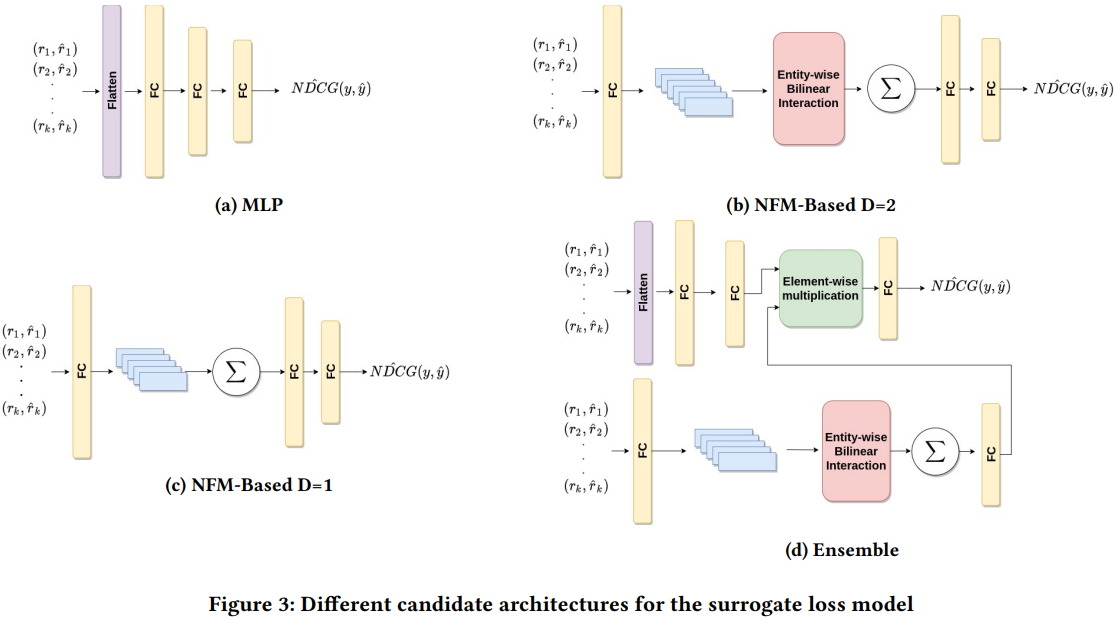 (r₁, r̂₁)
(r₂, r̂₂)
.
.
.
(rₖ, r̂ₖ)
Flatten
FC
FC
FC
NDĈG(y, ŷ)
(a) MLP
(r₁, r̂₁)
(r₂, r̂₂)
.
.
.
(rₖ, r̂ₖ)
FC
Entity-wise
Bilinear
Interaction
Σ
FC
FC
NDĈG(y, ŷ)
(b) NFM-Based D=2
(r₁, r̂₁)
(r₂, r̂₂)
.
.
.
(rₖ, r̂ₖ)
FC
Σ
FC
FC
NDĈG(y, ŷ)
(c) NFM-Based D=1
(r₁, r̂₁)
(r₂, r̂₂)
.
.
.
(rₖ, r̂ₖ)
Flatten
FC
FC
Element-wise
multiplication
FC
NDĈG(y, ŷ)
(r₁, r̂₁)
(r₂, r̂₂)
.
.
.
(rₖ, r̂ₖ)
FC
Entity-wise
Bilinear
Interaction
Σ
FC
(d) Ensemble
Figure 3: Different candidate architectures for the surrogate loss model